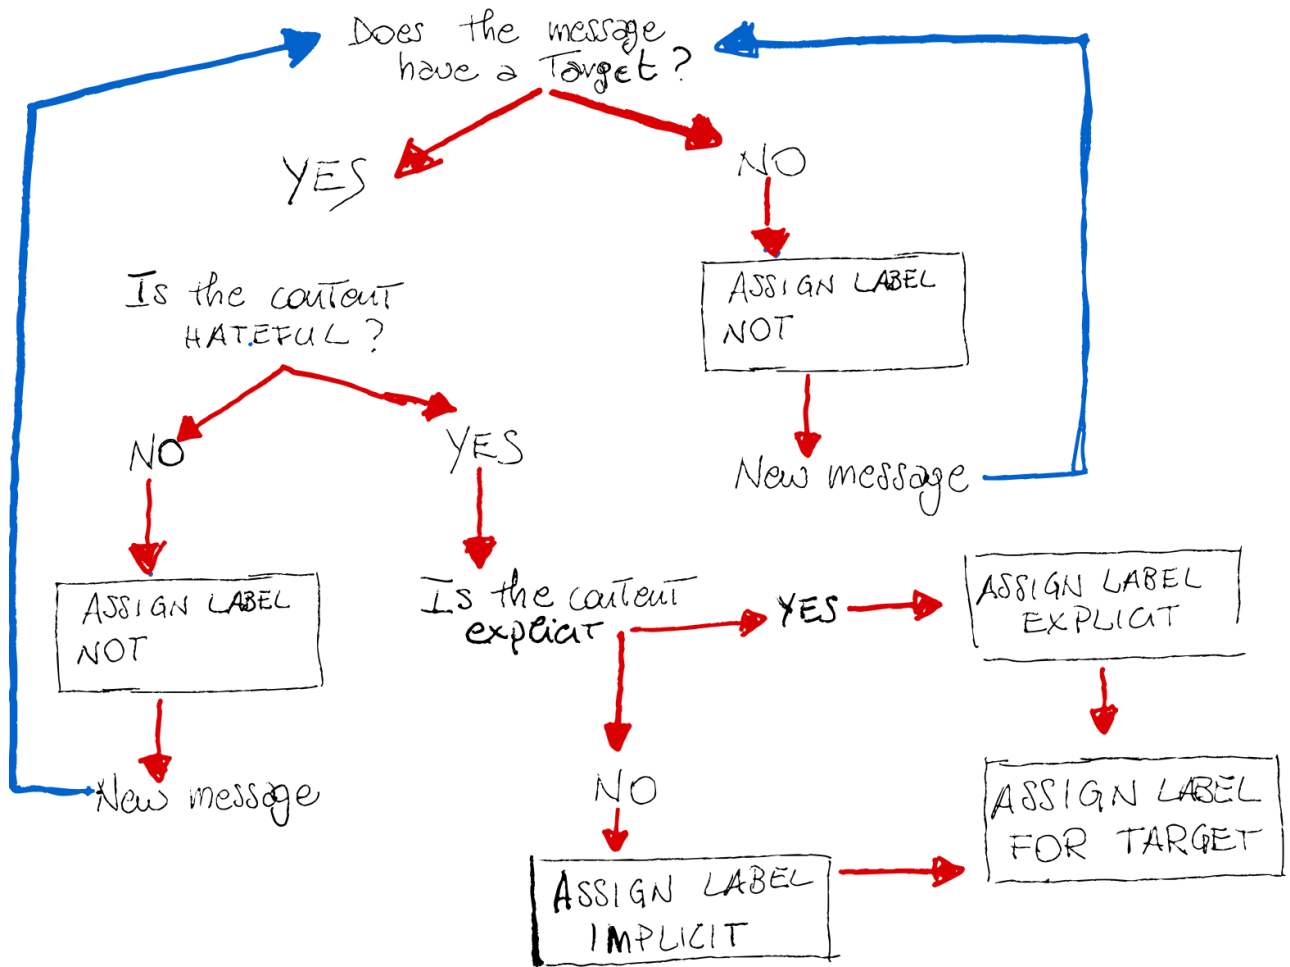 Does the message
have a Target?
YES
NO
ASSIGN LABEL
NOT
New message
Is the content
HATEFUL?
NO
YES
ASSIGN LABEL
NOT
New message
Is the content
explicit
YES
ASSIGN LABEL
EXPLICIT
NO
ASSIGN LABEL
IMPLICIT
ASSIGN LABEL
FOR TARGET